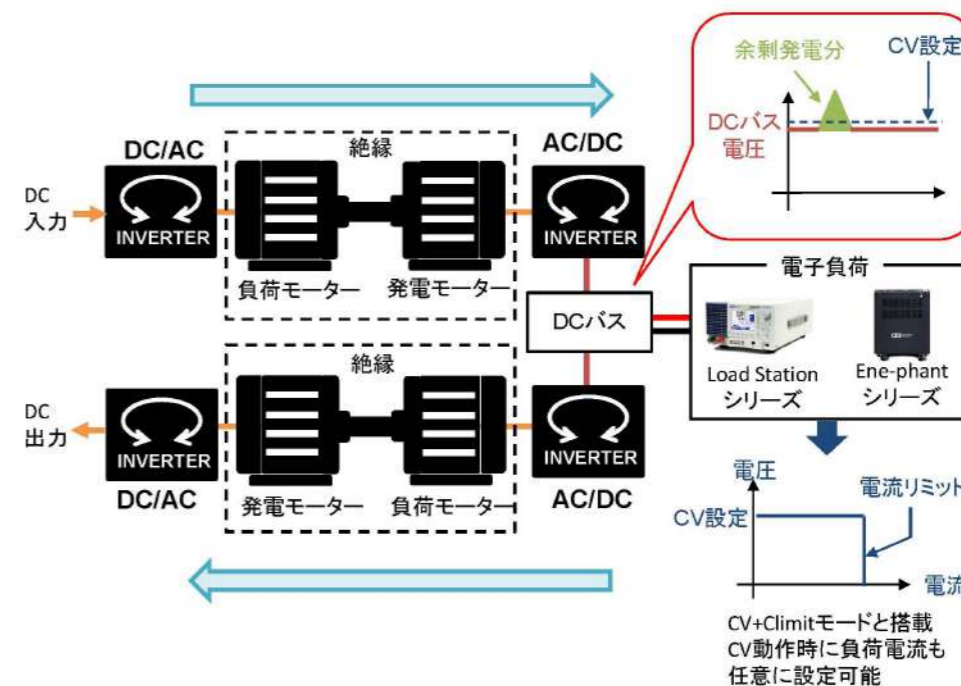 余剰発電分
CV設定
DCバス
電圧
DC/AC
絶縁
AC/DC
DC
入力
INVERTER
INVERTER
負荷モーター
発電モーター
DCバス
電子負荷
Load Station
シリーズ
Ene-phant
シリーズ
絶縁
DC
出力
INVERTER
INVERTER
発電モーター
負荷モーター
DC/AC
AC/DC
電圧
電流リミット
CV設定
電流
CV+Climitモードと搭載
CV動作時に負荷電流も
任意に設定可能